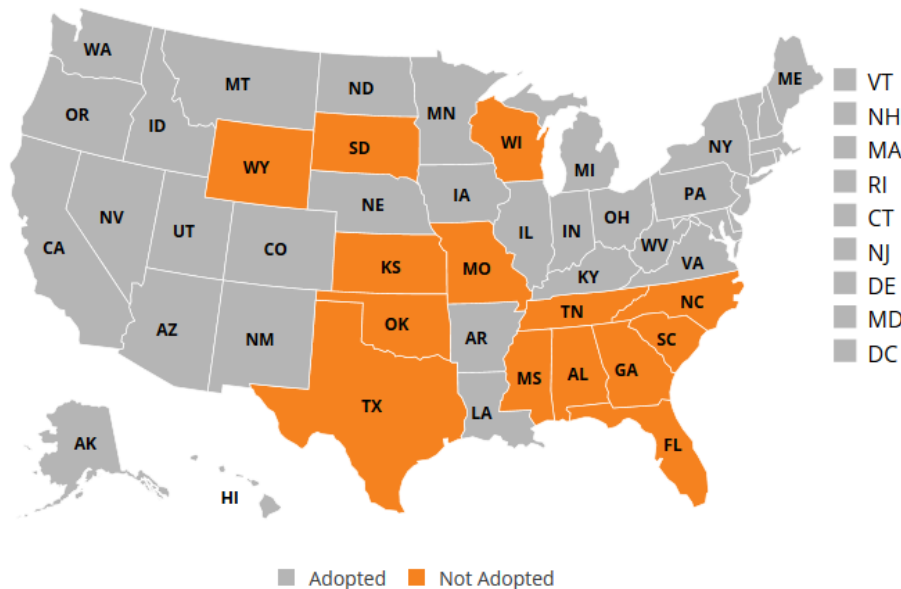 WA
MT
ND
MN
ME
VT
OR
ID
NH
WY
SD
WI
NY
MA
MI
RI
NV
UT
CO
NE
IA
IL
IN
OH
PA
CT
CA
KS
MO
WV
VA
NJ
KY
DE
AZ
NM
OK
AR
TN
NC
MD
SC
DC
TX
LA
MS
AL
GA
AK
HI
FL
Adopted Not Adopted